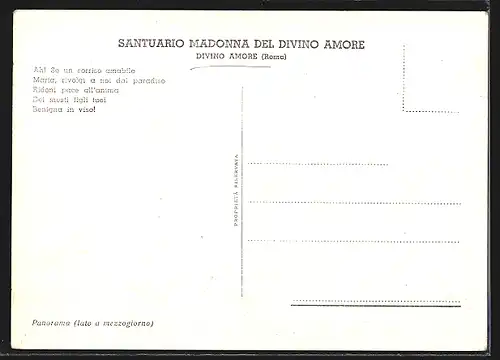 SANTUARIO MADONNA DEL DIVINO AMORE
DIVINO AMORE (Roma)
Ah! Se un sorriso amabile
Maria, rivolgi a noi dal paradiso
Ridoni pace all'anima
Dei mesti figli tuoi
Benigna in viso!
PROPRIETÀ RISERVATA
Panorama (lato a mezzogiorno)